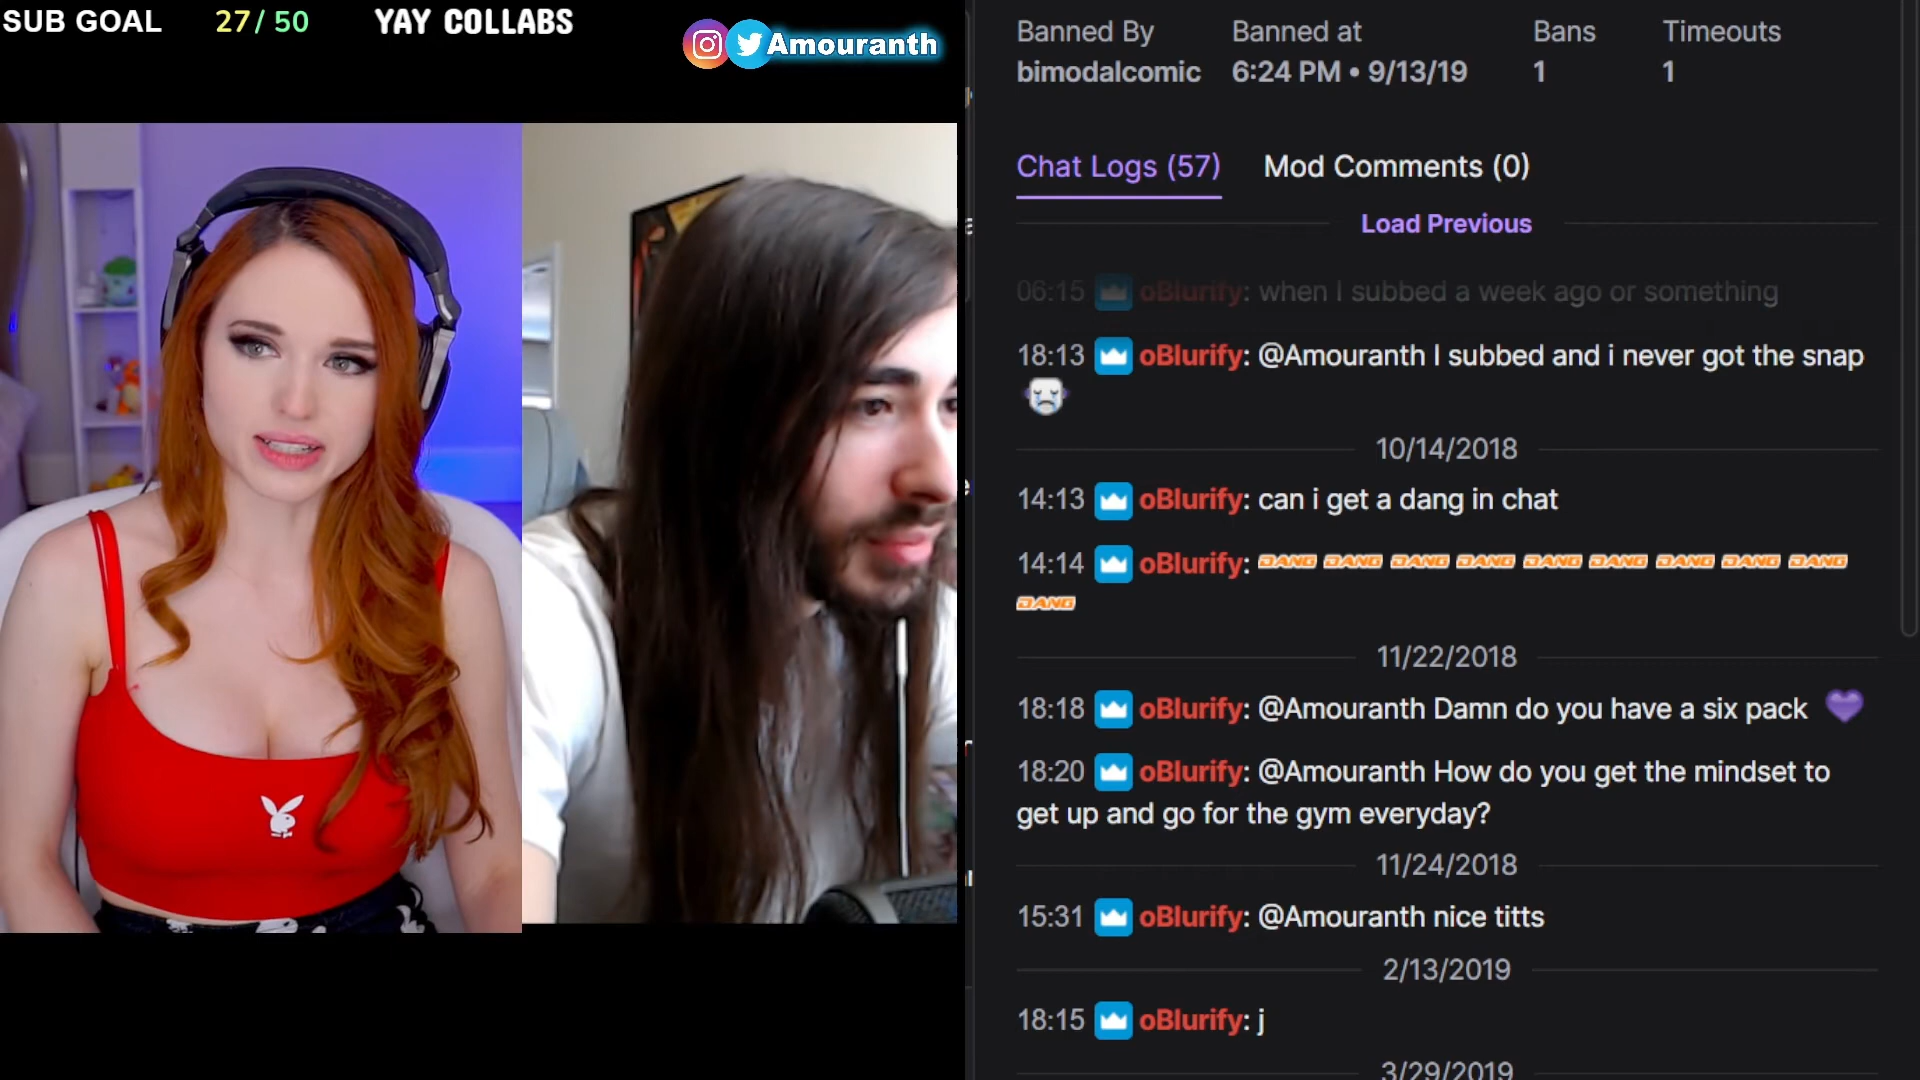 SUB GOAL 27/ 50 YAY COLLABS
Amouranth
Banned By Banned at Bans Timeouts
bimodalcomic 6:24 PM • 9/13/19 1 1
Chat Logs (57) Mod Comments (0)
Load Previous
06:15 oBlurify: when I subbed a week ago or something
18:13 oBlurify: @Amouranth I subbed and i never got the snap
10/14/2018
14:13 oBlurify: can i get a dang in chat
14:14 oBlurify: DANG DANG DANG DANG DANG DANG DANG DANG DANG
DANG
11/22/2018
18:18 oBlurify: @Amouranth Damn do you have a six pack
18:20 oBlurify: @Amouranth How do you get the mindset to
get up and go for the gym everyday?
11/24/2018
15:31 oBlurify: @Amouranth nice titts
2/13/2019
18:15 oBlurify: j
3/29/2019